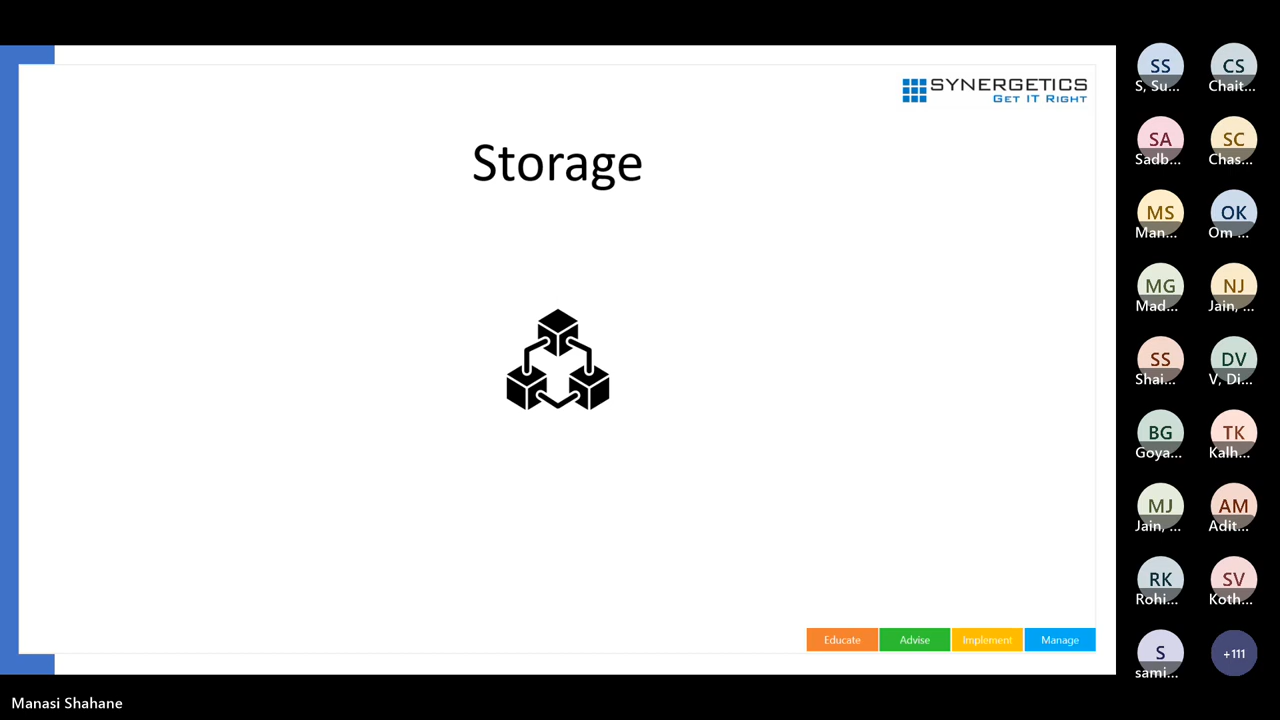 SYNERGETICS
GET IT RIGHT
Storage
Educate Advise Implement Manage
SS CS
S, Su... Chait...
SA SC
Sadb... Chas...
MS OK
Man... Om ...
MG NJ
Mad... Jain, ...
SS DV
Shai... V, Di...
BG TK
Goya... Kalh...
MJ AM
Jain, ... Adit...
RK SV
Rohi... Koth...
S +111
sami...
Manasi Shahane